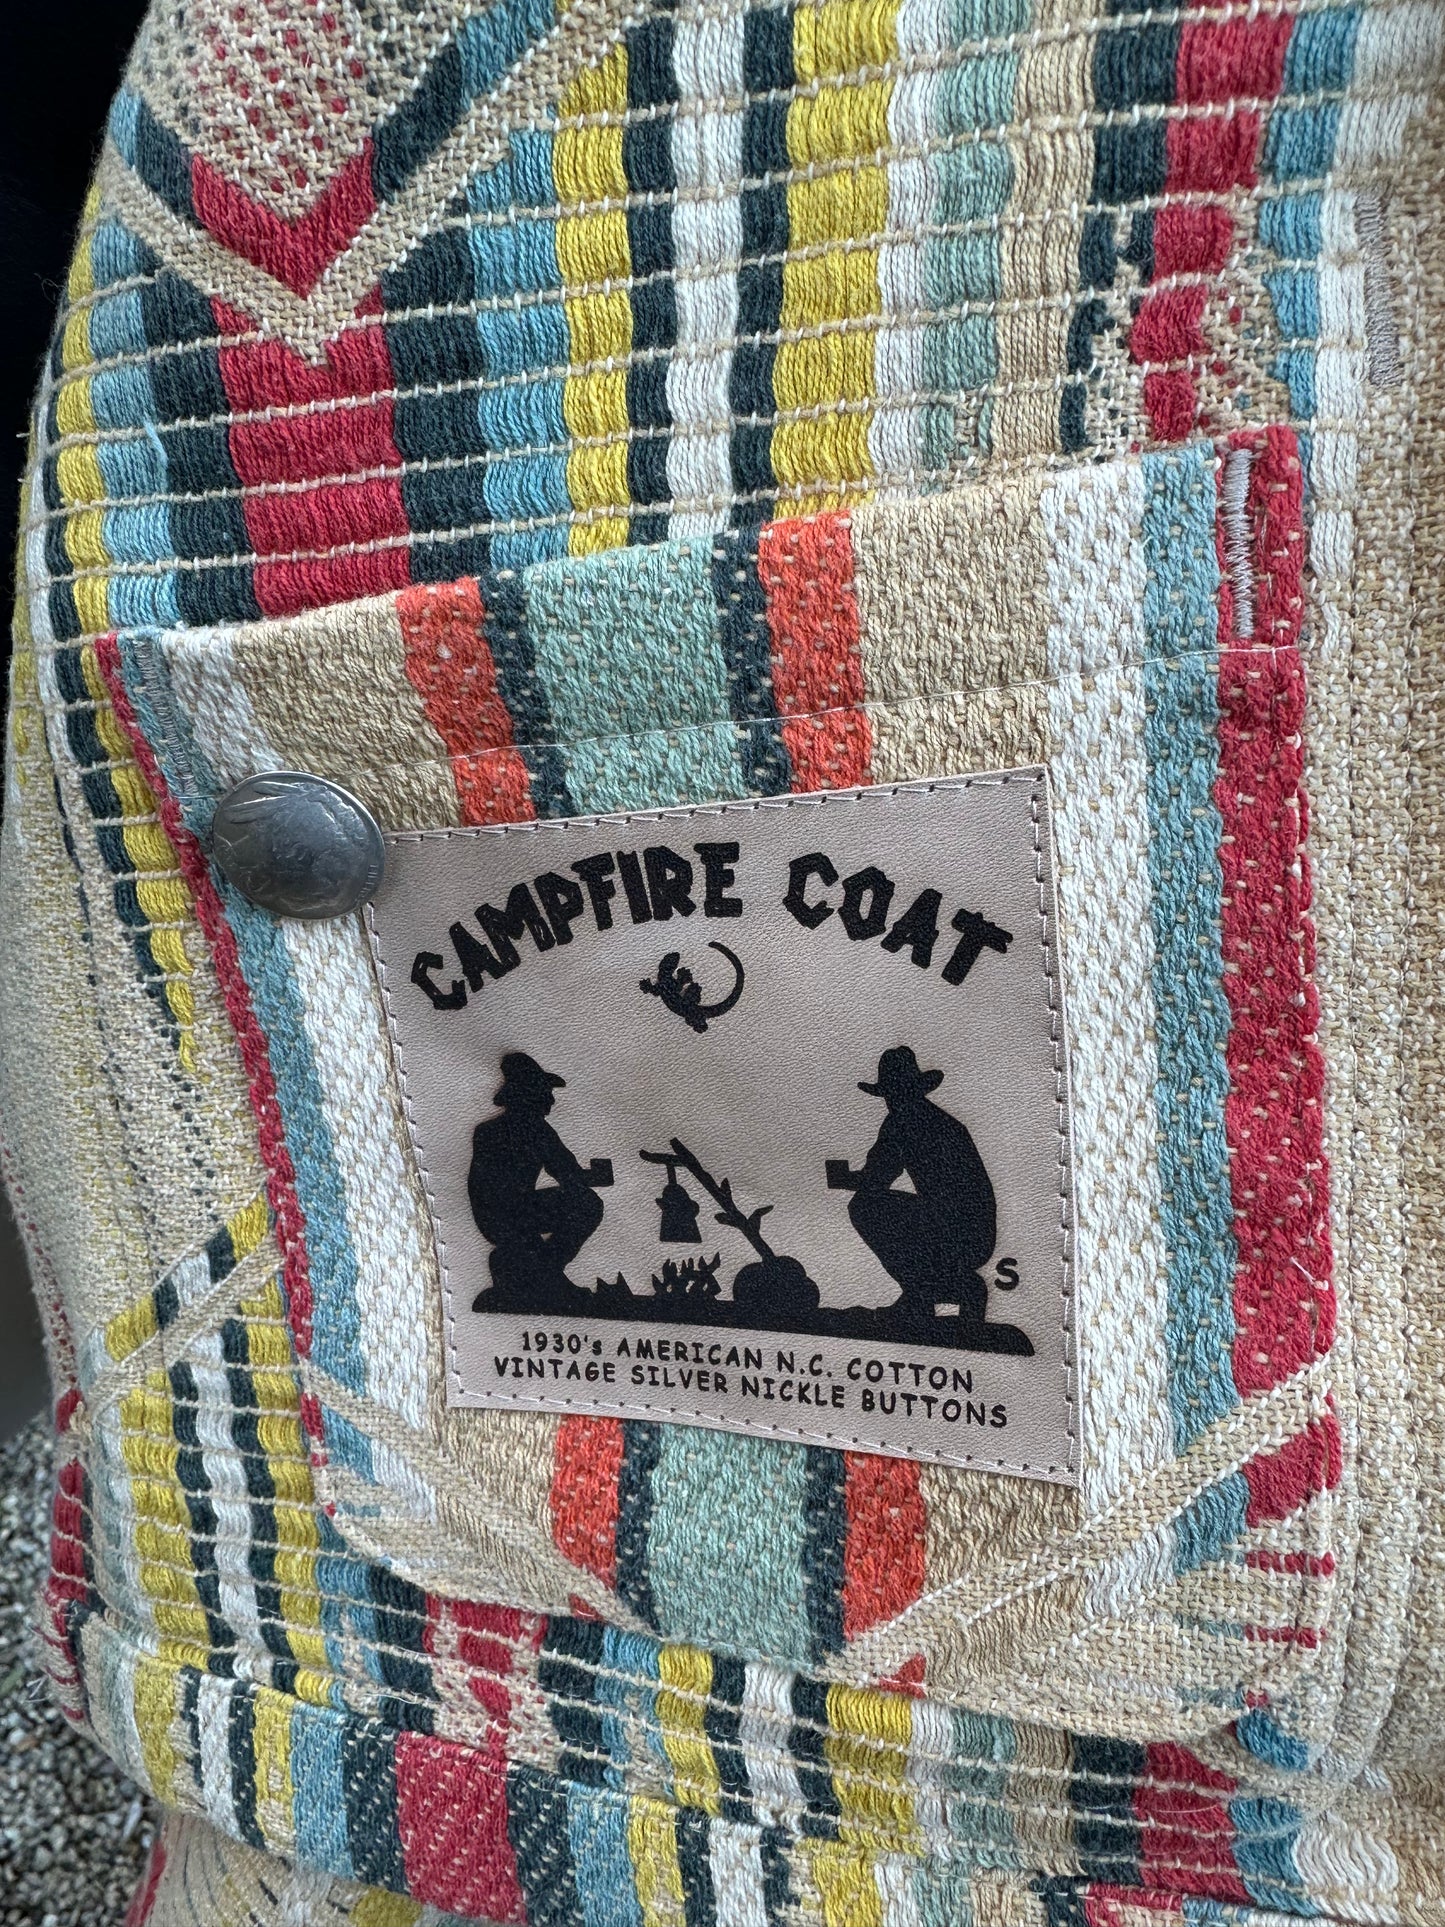 CAMPFIRE COAT
S
1930's AMERICAN N.C. COTTON
VINTAGE SILVER NICKLE BUTTONS